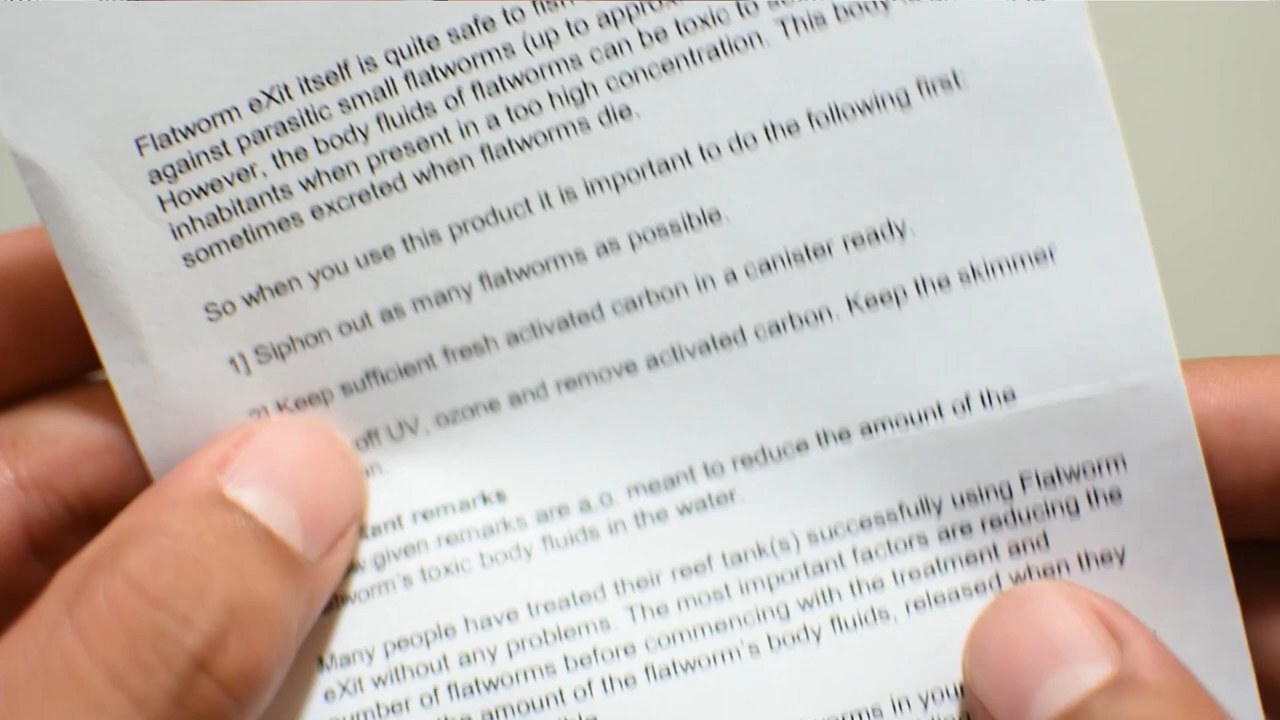 Flatworm eXit itself is quite safe to fish
against parasitic small flatworms (up to approx
However, the body fluids of flatworms can be toxic to
inhabitants when present in a too high concentration. This body
sometimes excreted when flatworms die.
So when you use this product it is important to do the following first:
1] Siphon out as many flatworms as possible.
2] Keep sufficient fresh activated carbon in a canister ready.
off UV, ozone and remove activated carbon. Keep the skimmer
remarks
given remarks are a.o. meant to reduce the amount of the
toxic body fluids in the water.
Many people have treated their reef tank(s) successfully using Flatworm
eXit without any problems. The most important factors are reducing the
number of flatworms before commencing with the treatment and
the amount of the flatworm's body fluids, released when they
in your